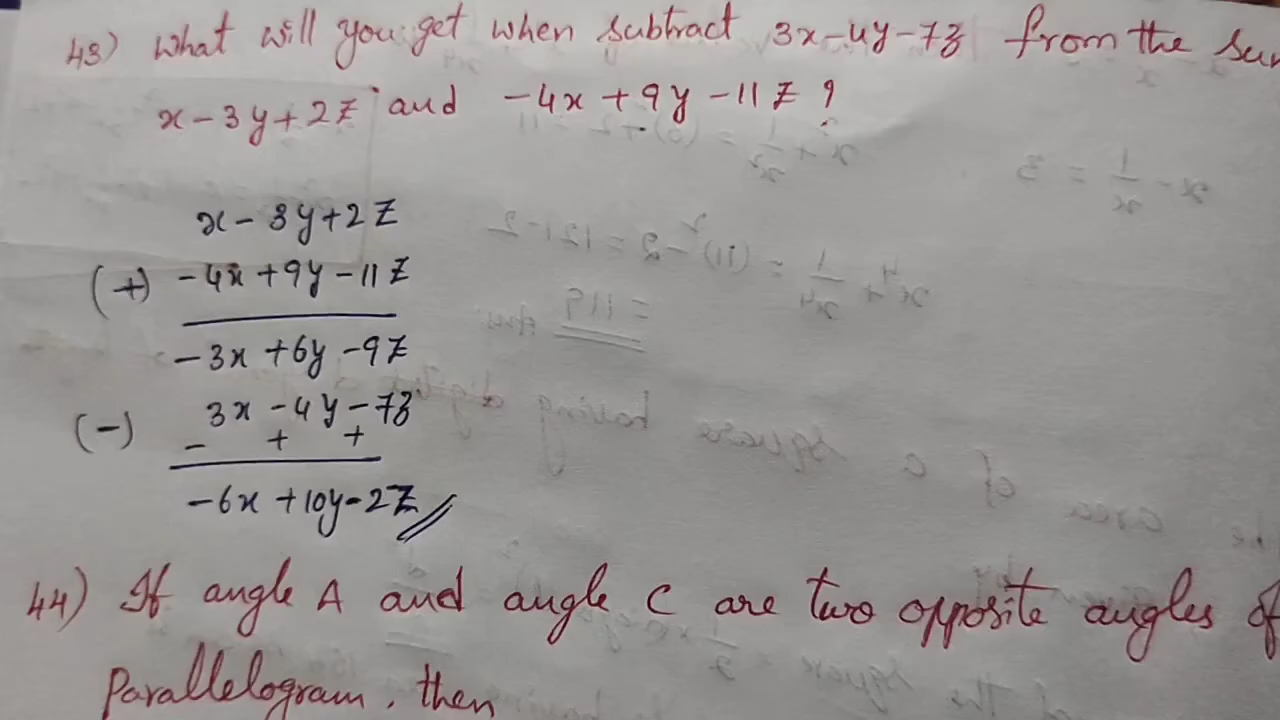 43) What will you get when subtract 3x-4y-7z from the sum
x-3y+2z and -4x+9y-11z ?
x-3y+2z
(+) -4x+9y-11z
-3x+6y-9z
(-) 3x-4y-7z
- + +
-6x+10y-2z
44) If angle A and angle C are two opposite angles of
Parallelogram, then